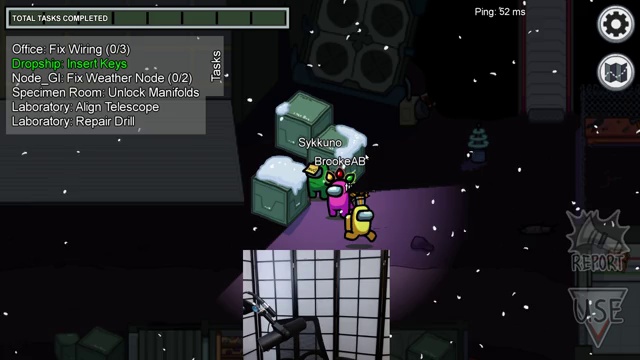 TOTAL TASKS COMPLETED
Ping: 52 ms
Office: Fix Wiring (0/3)
Dropship: Insert Keys
Node_GI: Fix Weather Node (0/2)
Specimen Room: Unlock Manifolds
Laboratory: Align Telescope
Laboratory: Repair Drill
Tasks
Sykkuno
BrookeAB
REPORT
USE